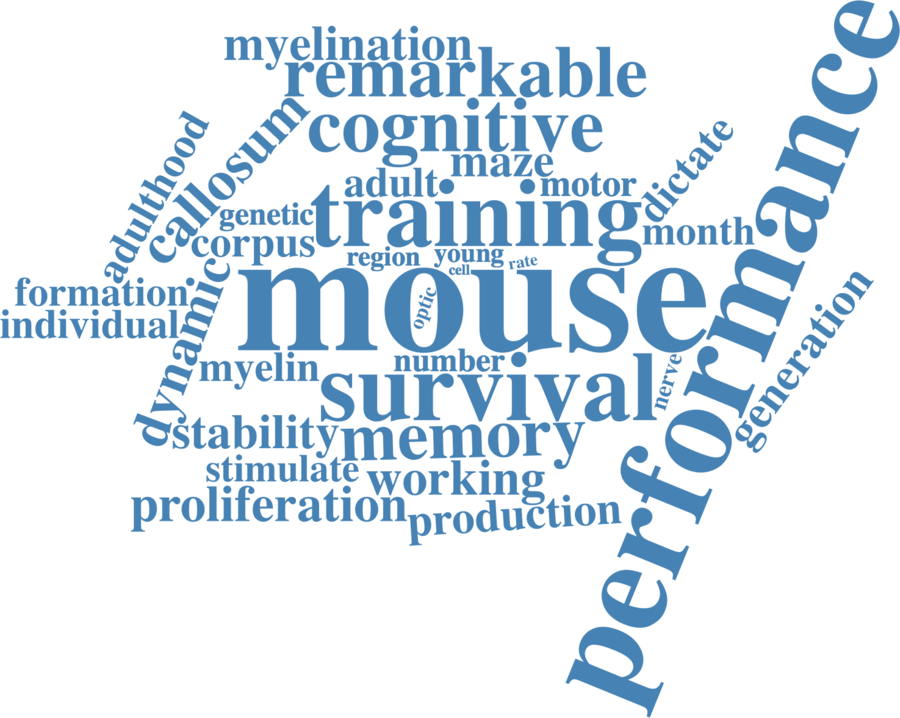 myelination
remarkable
performance
cognitive
callosum
adulthood
maze
dictate
adult
motor
training
genetic
month
corpus
region
young
cell
rate
mouse
dynamic
formation
individual
optic
generation
number
myelin
nerve
survival
stability
memory
stimulate
working
proliferation
production